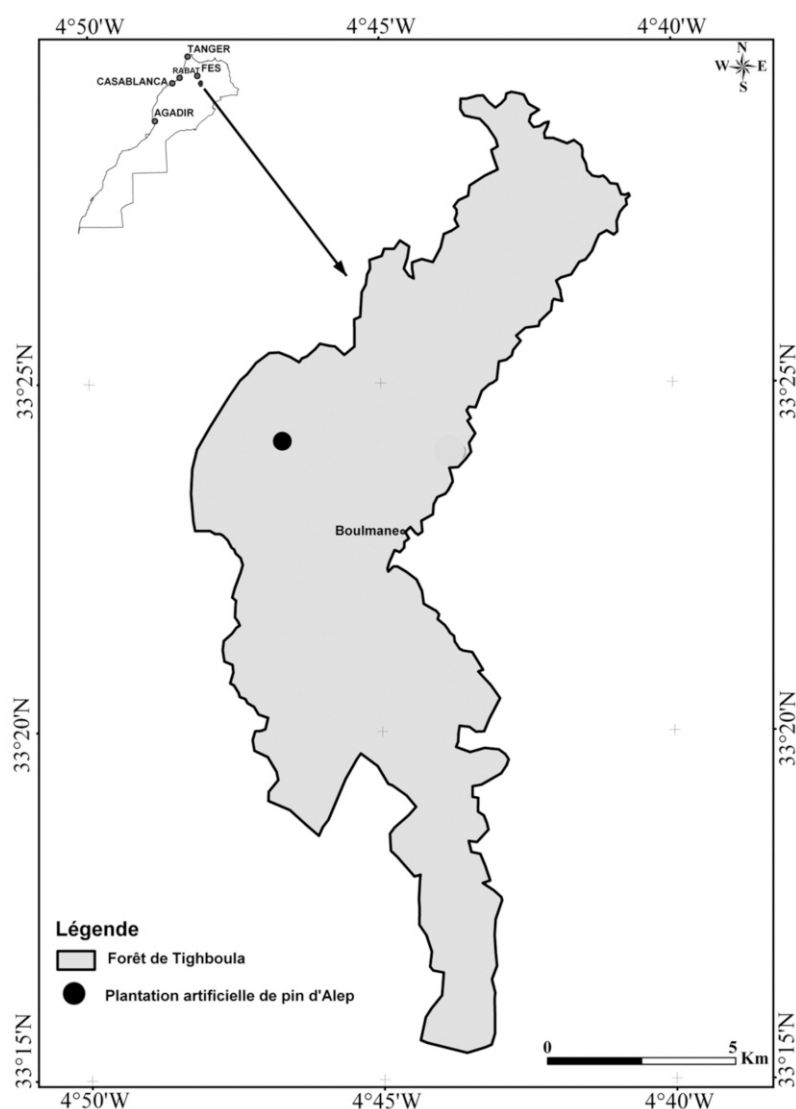 4°50'W 4°45'W 4°40'W
TANGER
RABAT FES
CASABLANCA
AGADIR
N
W E
S
33°25'N 33°25'N
Boulmane
33°20'N 33°20'N
Légende
Forêt de Tighboula
Plantation artificielle de pin d'Alep
0 5 Km
33°15'N 33°15'N
4°50'W 4°45'W 4°40'W